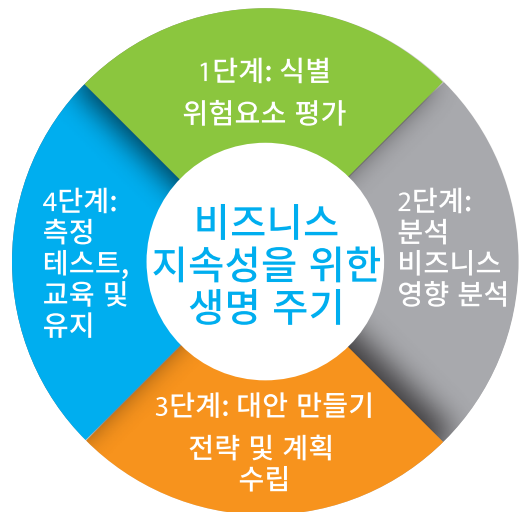 1단계: 식별
위험요소 평가
2단계:
분석
비즈니스
영향 분석
3단계: 대안 만들기
전략 및 계획
수립
4단계:
측정
테스트,
교육 및
유지
비즈니스
지속성을 위한
생명 주기